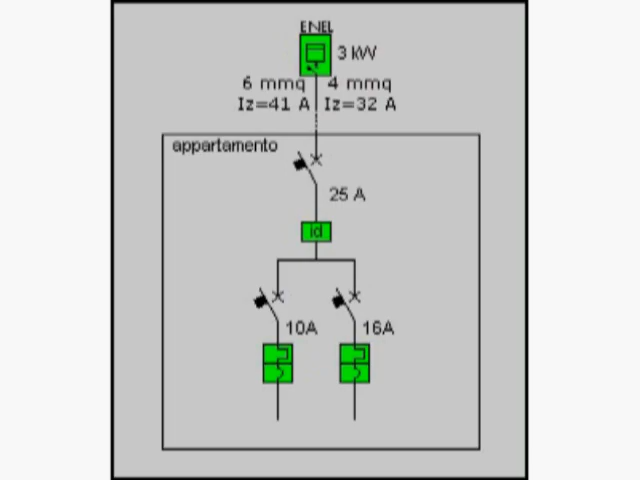 ENEL
3 kW
6 mmq 4 mmq
Iz=41 A Iz=32 A
appartamento
25 A
id
10A 16A